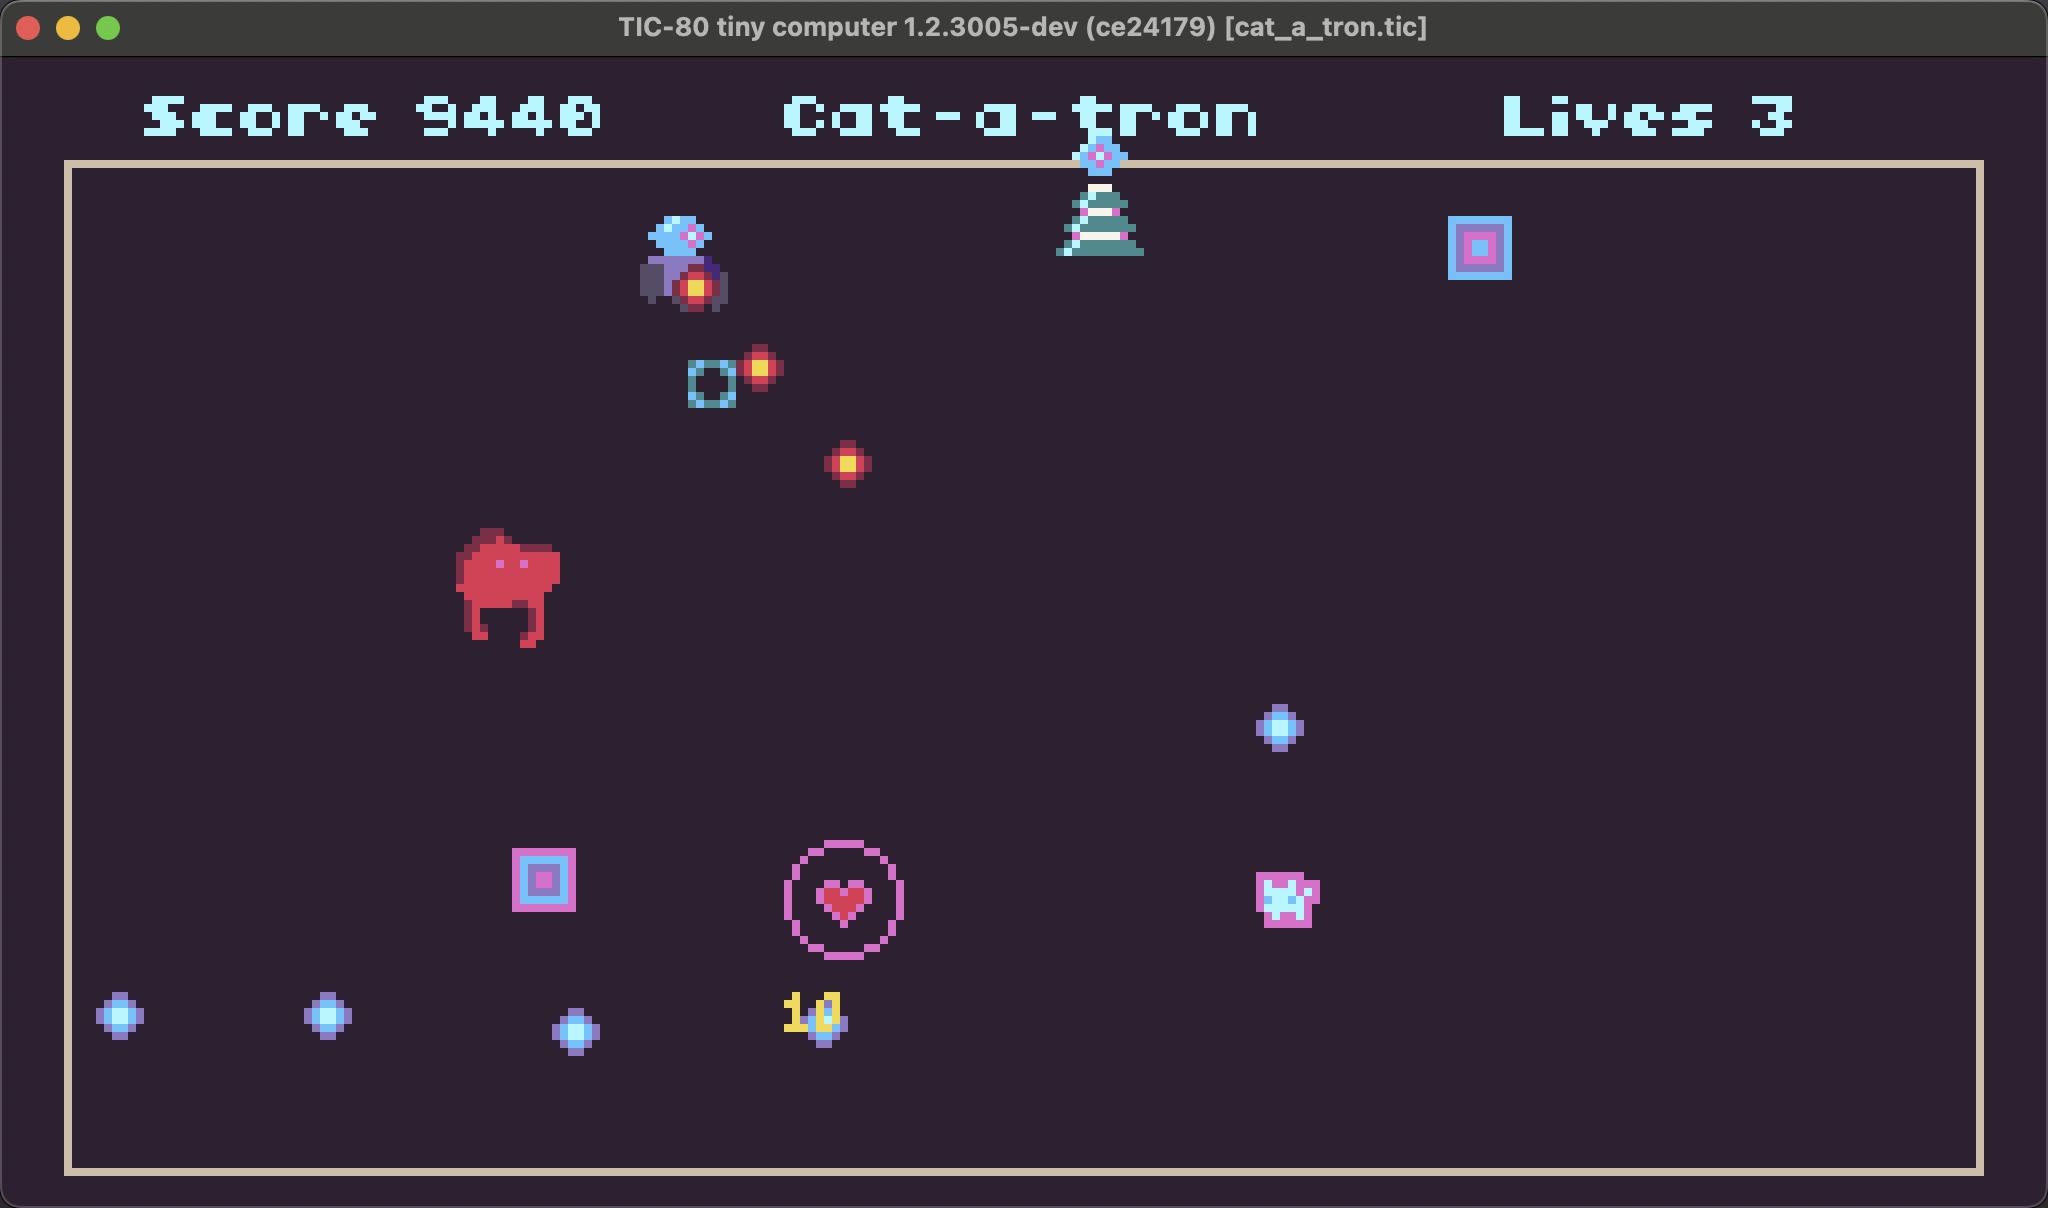 TIC-80 tiny computer 1.2.3005-dev (ce24179) [cat_a_tron.tic]
Score 9440 Cat-a-tron Lives 3
10